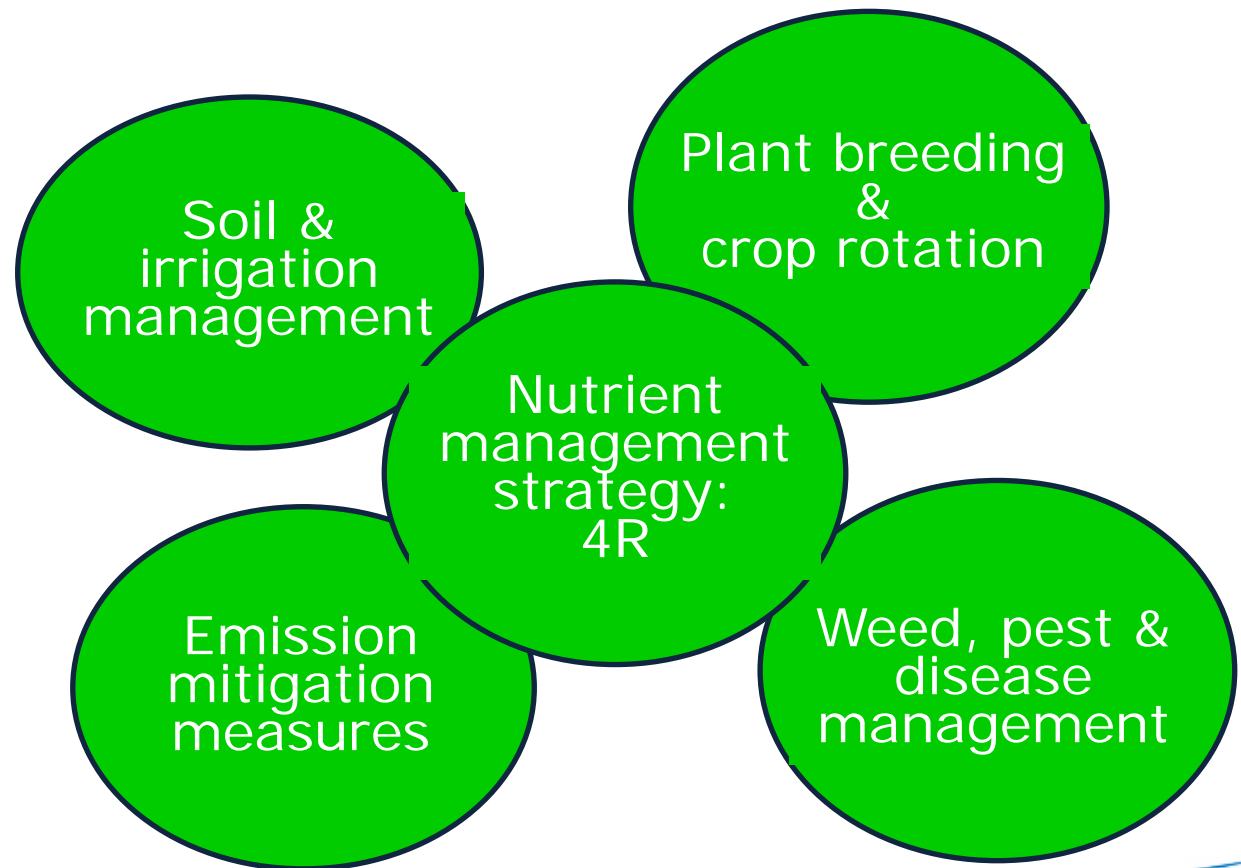 Soil &
irrigation
management
Plant breeding
&
crop rotation
Nutrient
management
strategy:
4R
Emission
mitigation
measures
Weed, pest &
disease
management